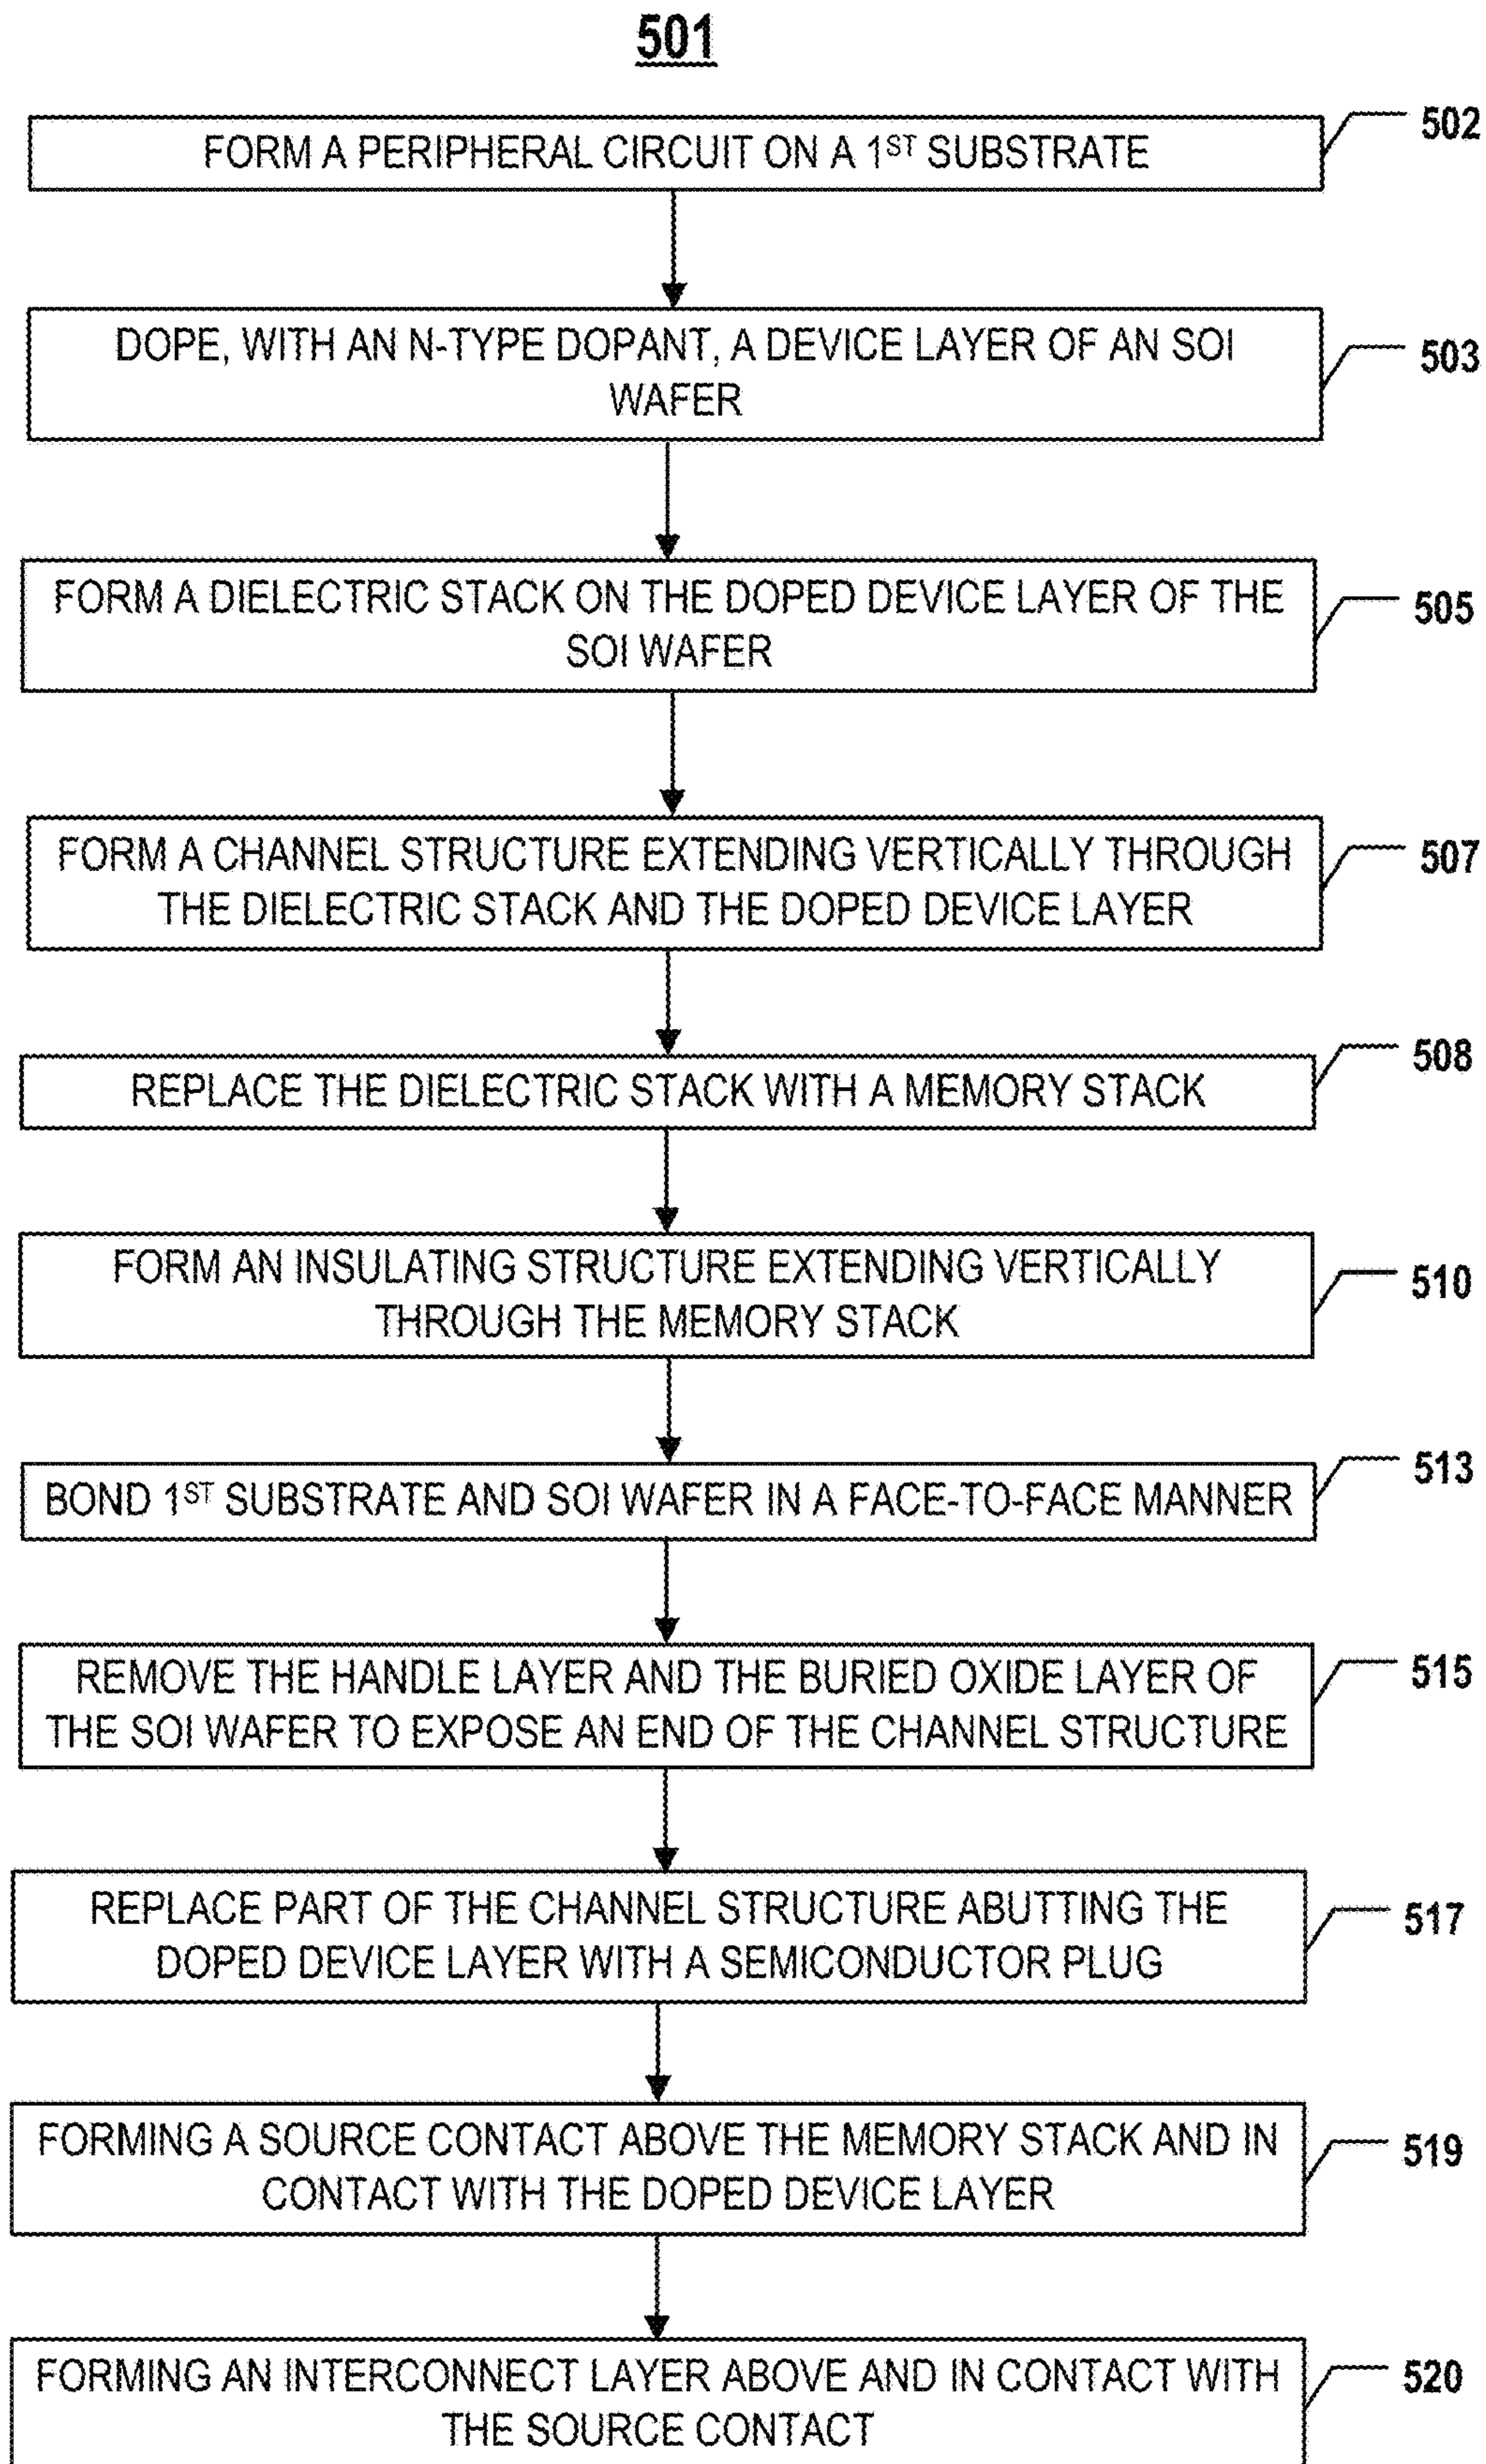 501
FORM A PERIPHERAL CIRCUIT ON A 1ST SUBSTRATE
502
DOPE, WITH AN N-TYPE DOPANT, A DEVICE LAYER OF AN SOI
WAFER
503
FORM A DIELECTRIC STACK ON THE DOPED DEVICE LAYER OF THE
SOI WAFER
505
FORM A CHANNEL STRUCTURE EXTENDING VERTICALLY THROUGH
THE DIELECTRIC STACK AND THE DOPED DEVICE LAYER
507
REPLACE THE DIELECTRIC STACK WITH A MEMORY STACK
508
FORM AN INSULATING STRUCTURE EXTENDING VERTICALLY
THROUGH THE MEMORY STACK
510
BOND 1ST SUBSTRATE AND SOI WAFER IN A FACE-TO-FACE MANNER
513
REMOVE THE HANDLE LAYER AND THE BURIED OXIDE LAYER OF
THE SOI WAFER TO EXPOSE AN END OF THE CHANNEL STRUCTURE
515
REPLACE PART OF THE CHANNEL STRUCTURE ABUTTING THE
DOPED DEVICE LAYER WITH A SEMICONDUCTOR PLUG
517
FORMING A SOURCE CONTACT ABOVE THE MEMORY STACK AND IN
CONTACT WITH THE DOPED DEVICE LAYER
519
FORMING AN INTERCONNECT LAYER ABOVE AND IN CONTACT WITH
THE SOURCE CONTACT
520